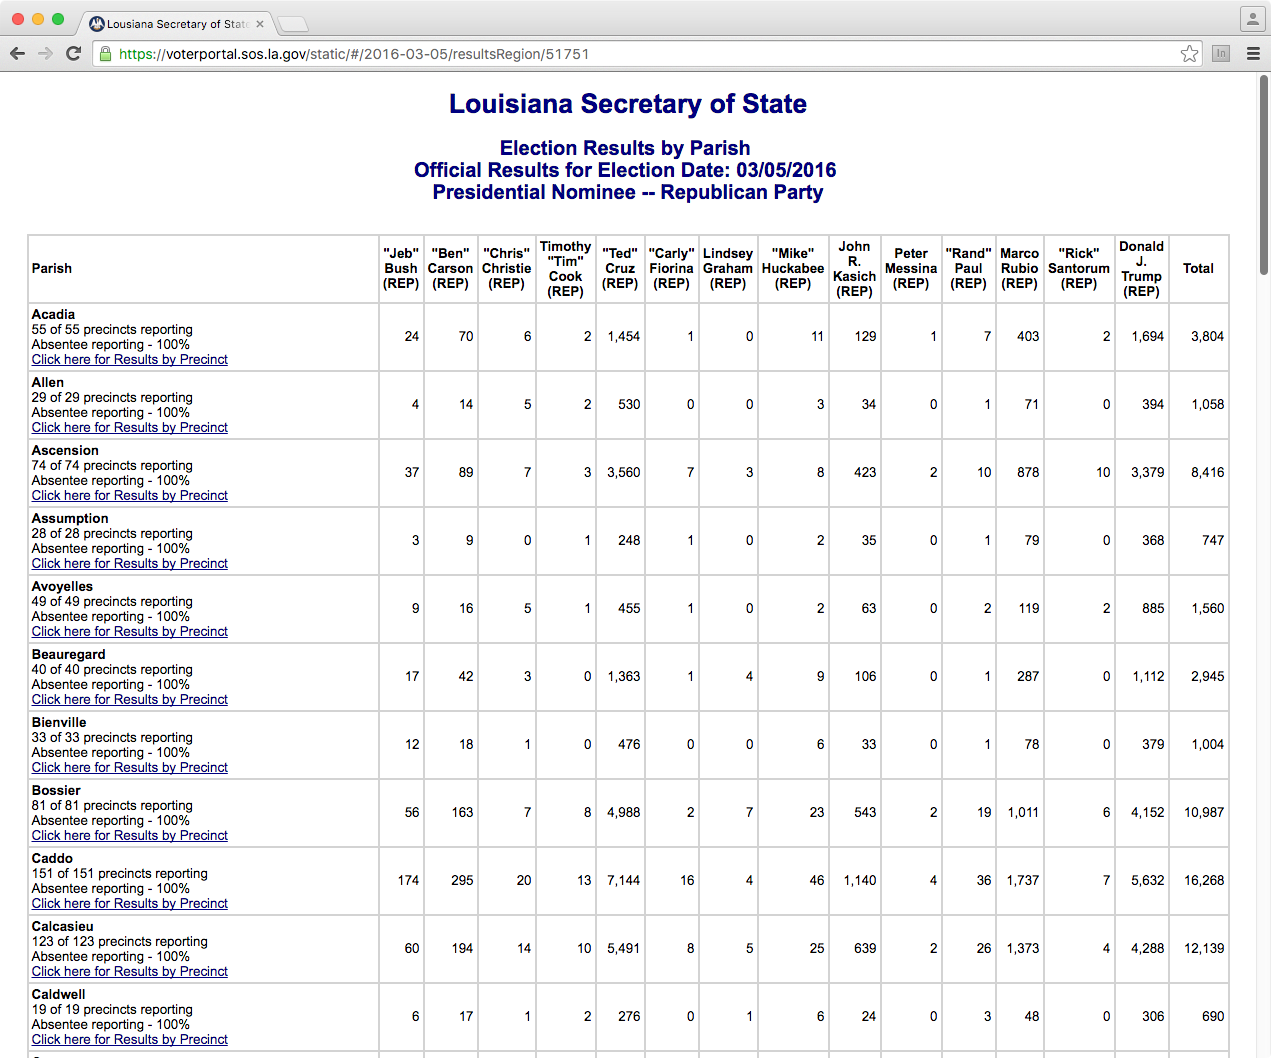 Lousiana Secretary of State
https://voterportal.sos.la.gov/static/#/2016-03-05/resultsRegion/51751
In
Louisiana Secretary of State
Election Results by Parish
Official Results for Election Date: 03/05/2016
Presidential Nominee -- Republican Party
Parish "Jeb" Bush (REP) "Ben" Carson (REP) "Chris" Christie (REP) Timothy "Tim" Cook (REP) "Ted" Cruz (REP) "Carly" Fiorina (REP) Lindsey Graham (REP) "Mike" Huckabee (REP) John R. Kasich (REP) Peter Messina (REP) "Rand" Paul (REP) Marco Rubio (REP) "Rick" Santorum (REP) Donald J. Trump (REP) Total
Acadia
55 of 55 precincts reporting
Absentee reporting - 100%
Click here for Results by Precinct
24 70 6 2 1,454 1 0 11 129 1 7 403 2 1,694 3,804
Allen
29 of 29 precincts reporting
Absentee reporting - 100%
Click here for Results by Precinct
4 14 5 2 530 0 0 3 34 0 1 71 0 394 1,058
Ascension
74 of 74 precincts reporting
Absentee reporting - 100%
Click here for Results by Precinct
37 89 7 3 3,560 7 3 8 423 2 10 878 10 3,379 8,416
Assumption
28 of 28 precincts reporting
Absentee reporting - 100%
Click here for Results by Precinct
3 9 0 1 248 1 0 2 35 0 1 79 0 368 747
Avoyelles
49 of 49 precincts reporting
Absentee reporting - 100%
Click here for Results by Precinct
9 16 5 1 455 1 0 2 63 0 2 119 2 885 1,560
Beauregard
40 of 40 precincts reporting
Absentee reporting - 100%
Click here for Results by Precinct
17 42 3 0 1,363 1 4 9 106 0 1 287 0 1,112 2,945
Bienville
33 of 33 precincts reporting
Absentee reporting - 100%
Click here for Results by Precinct
12 18 1 0 476 0 0 6 33 0 1 78 0 379 1,004
Bossier
81 of 81 precincts reporting
Absentee reporting - 100%
Click here for Results by Precinct
56 163 7 8 4,988 2 7 23 543 2 19 1,011 6 4,152 10,987
Caddo
151 of 151 precincts reporting
Absentee reporting - 100%
Click here for Results by Precinct
174 295 20 13 7,144 16 4 46 1,140 4 36 1,737 7 5,632 16,268
Calcasieu
123 of 123 precincts reporting
Absentee reporting - 100%
Click here for Results by Precinct
60 194 14 10 5,491 8 5 25 639 2 26 1,373 4 4,288 12,139
Caldwell
19 of 19 precincts reporting
Absentee reporting - 100%
Click here for Results by Precinct
6 17 1 2 276 0 1 6 24 0 3 48 0 306 690